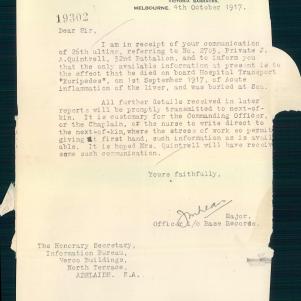 VICTORIA BARRACKS,
MELBOURNE. 4th October 1917.
19302
Dear Sir,
I am in receipt of your communication
of 26th ultimo, referring to No. 2705, Private J.
A.Quintrell, 32nd Battalion, and to inform you
that the only available information at present is to
the effect that he died on board Hospital Transport
"Euripedes", on 1st September 1917, of Acute
inflammation of the liver, and was buried at Sea.
All further details received in later
reports will be promptly transmitted to next-of-
kin. It is customary for the Commanding Officer,
or the Chaplain, or the nurse to write direct to
the next-of-kin, where the stress of work so permits
giving at first hand, such information as is avail-
able. It is hoped Mrs. Quintrell will have received
some such communication.
Yours faithfully,
Major.
Officer i/c Base Records.
The Honorary Secretary,
Information Bureau,
Verco Buildings,
North Terrace,
ADELAIDE. S.A.